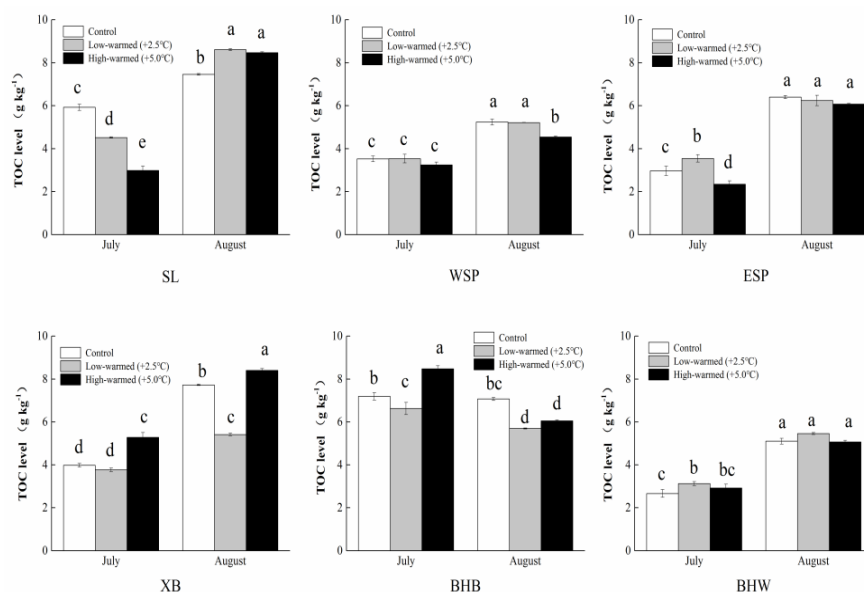 10
8
6
4
2
0
TOC level （g kg-1)
Control
Low-warmed (+2.5°C)
High-warmed (+5.0°C)
c
d
e
b
a
a
July
August
SL
10
8
6
4
2
0
TOC level （g kg-1)
Control
Low-warmed (+2.5°C)
High-warmed (+5.0°C)
c
c
c
a
a
b
July
August
WSP
10
8
6
4
2
0
TOC level （g kg-1)
Control
Low-warmed (+2.5°C)
High-warmed (+5.0°C)
c
b
d
a
a
a
July
August
ESP
10
8
6
4
2
0
TOC level （g kg-1)
Control
Low-warmed (+2.5°C)
High-warmed (+5.0°C)
d
d
c
b
c
a
July
August
XB
10
8
6
4
2
0
TOC level （g kg-1)
Control
Low-warmed (+2.5°C)
High-warmed (+5.0°C)
b
c
a
bc
d
d
July
August
BHB
10
8
6
4
2
0
TOC level （g kg-1)
Control
Low-warmed (+2.5°C)
High-warmed (+5.0°C)
c
b
bc
a
a
a
July
August
BHW